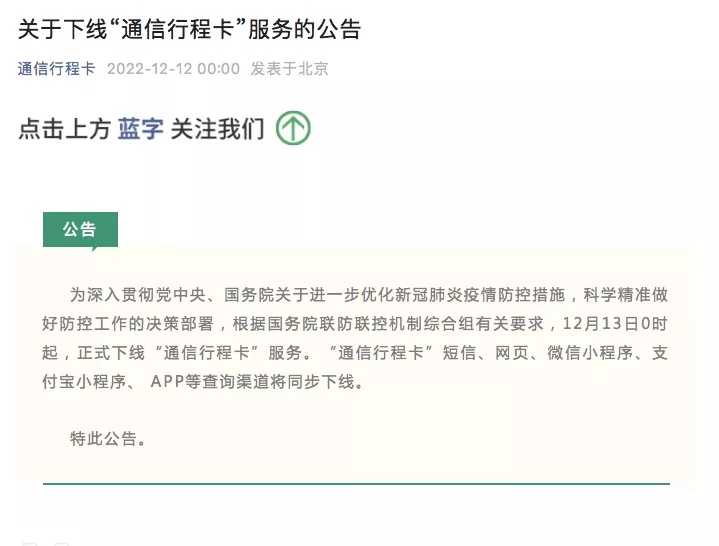 关于下线“通信行程卡”服务的公告
通信行程卡 2022-12-12 00:00 发表于北京
点击上方 蓝字 关注我们
公告
为深入贯彻党中央、国务院关于进一步优化新冠肺炎疫情防控措施，科学精准做
好防控工作的决策部署，根据国务院联防联控机制综合组有关要求，12月13日0时
起，正式下线“通信行程卡”服务。“通信行程卡”短信、网页、微信小程序、支
付宝小程序、 APP等查询渠道将同步下线。
特此公告。